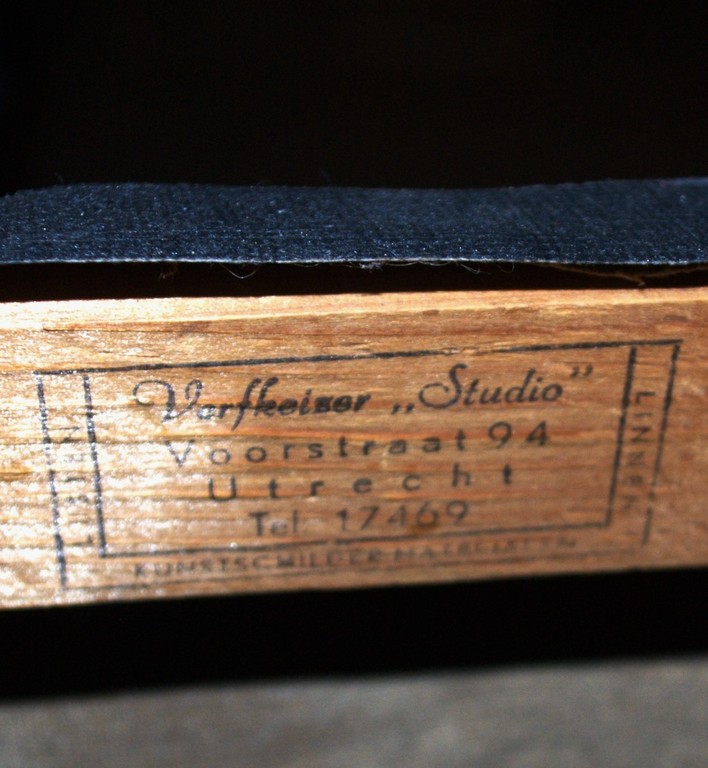 Verfkeizer „Studio”
Voorstraat 94
Utrecht
Tel. 17469
LINNEN